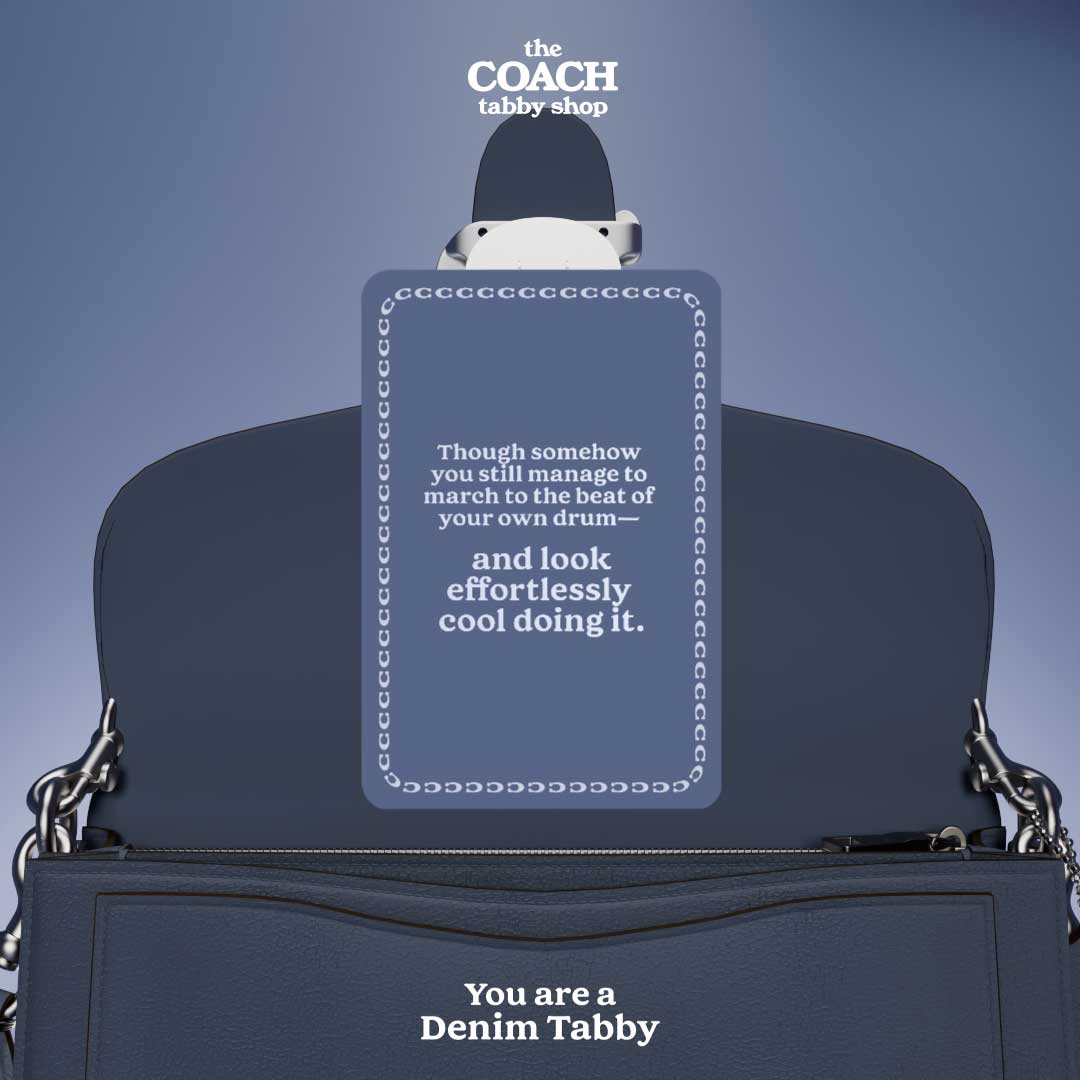 the
COACH
tabby shop
Though somehow
you still manage to
march to the beat of
your own drum—
and look
effortlessly
cool doing it.
You are a
Denim Tabby